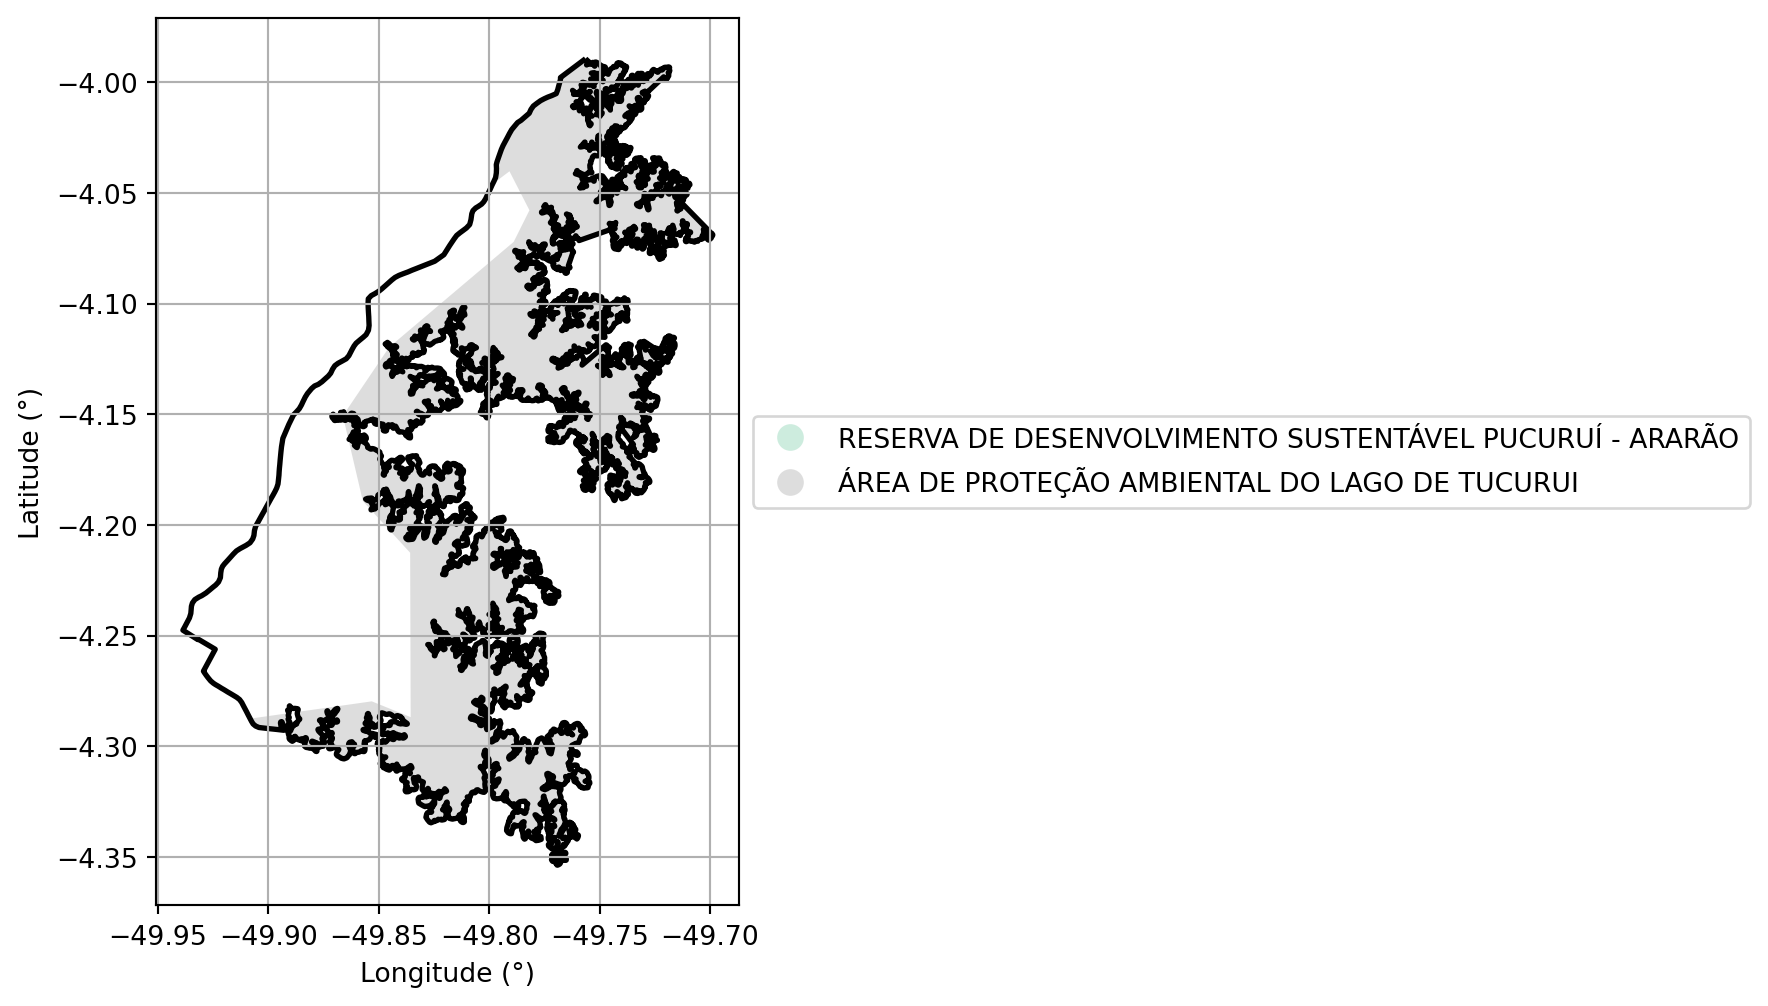 −4.00
−4.05
−4.10
−4.15
−4.20
−4.25
−4.30
−4.35
Latitude (°)
−49.95 −49.90 −49.85 −49.80 −49.75 −49.70
Longitude (°)
RESERVA DE DESENVOLVIMENTO SUSTENTÁVEL PUCURUÍ - ARARÃO
ÁREA DE PROTEÇÃO AMBIENTAL DO LAGO DE TUCURUI